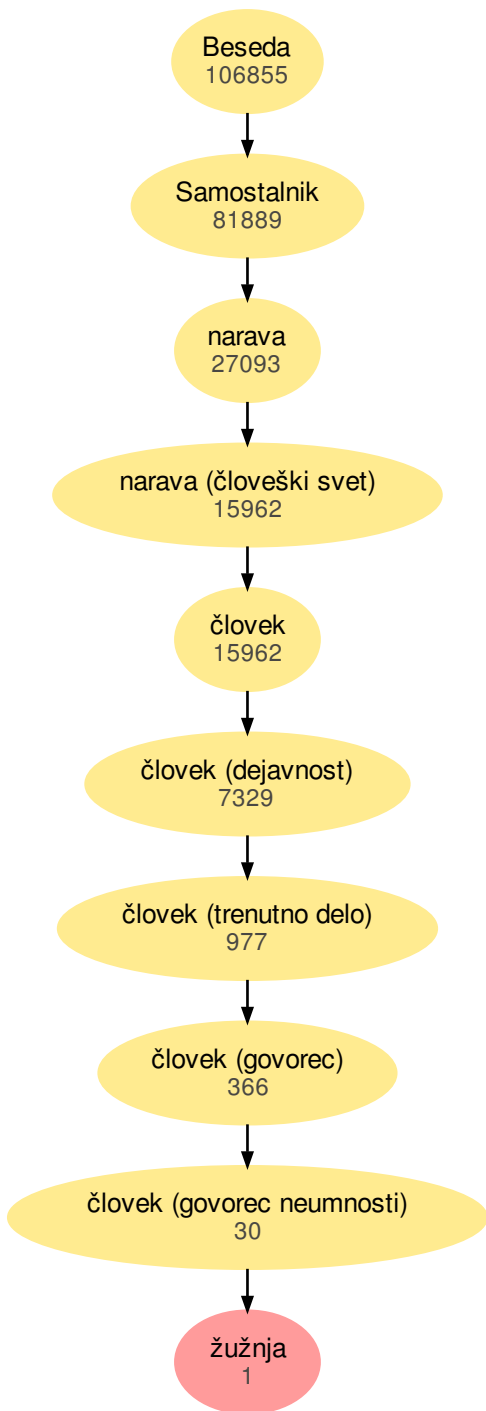 Beseda
106855
Samostalnik
81889
narava
27093
narava (človeški svet)
15962
človek
15962
človek (dejavnost)
7329
človek (trenutno delo)
977
človek (govorec)
366
človek (govorec neumnosti)
30
žužnja
1